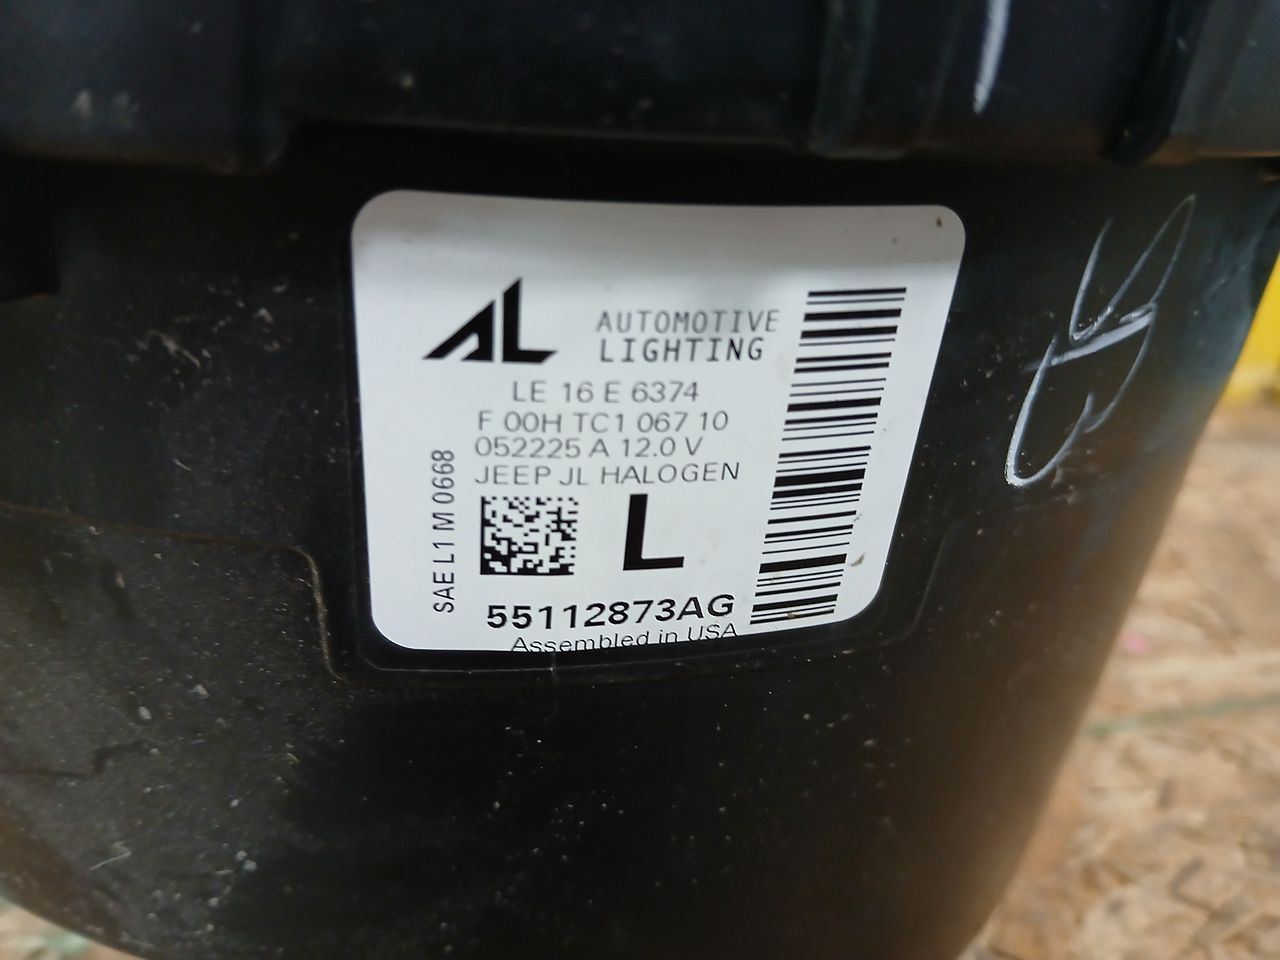 AL AUTOMOTIVE
LIGHTING
LE 16 E 6374
F 00H TC1 067 10
052225 A 12.0 V
JEEP JL HALOGEN
SAE L1 M 0668
L
55112873AG
Assembled in USA